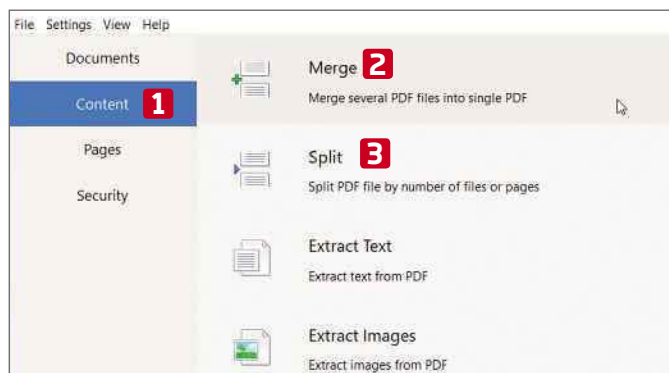 File Settings View Help
Documents
Content 1
Pages
Security
Merge 2
Merge several PDF files into single PDF
Split 3
Split PDF file by number of files or pages
Extract Text
Extract text from PDF
Extract Images
Extract images from PDF